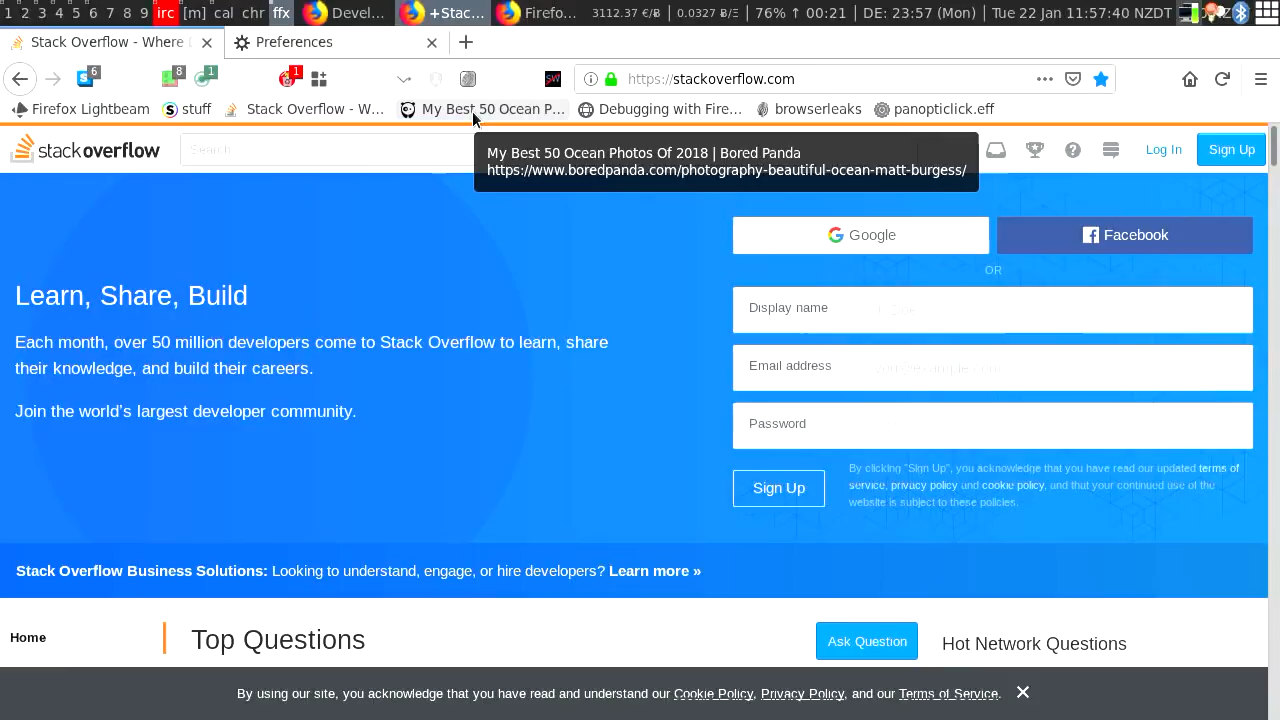 1 2 3 4 5 6 7 8 9 irc [m] cal chr ffx Devel... +Stac... Firefo... 3112.37 €/Ƀ 0.0327 Ƀ/Ξ 76% ↑ 00:21 DE: 23:57 (Mon) Tue 22 Jan 11:57:40 NZDT
Stack Overflow - Where D Preferences
6 8 1 1 SW https://stackoverflow.com
Firefox Lightbeam stuff Stack Overflow - W... My Best 50 Ocean P... Debugging with Fire... browserleaks panopticlick.eff
stackoverflow Search... Log In Sign Up
My Best 50 Ocean Photos Of 2018 | Bored Panda
https://www.boredpanda.com/photography-beautiful-ocean-matt-burgess/
Google Facebook
OR
Learn, Share, Build
Display name
Each month, over 50 million developers come to Stack Overflow to learn, share
their knowledge, and build their careers.
Email address you@example.com
Join the world's largest developer community.
Password
Sign Up
By clicking "Sign Up", you acknowledge that you have read our updated terms of
service, privacy policy and cookie policy, and that your continued use of the
website is subject to these policies.
Stack Overflow Business Solutions: Looking to understand, engage, or hire developers? Learn more »
Home
Top Questions Ask Question Hot Network Questions
By using our site, you acknowledge that you have read and understand our Cookie Policy, Privacy Policy, and our Terms of Service.